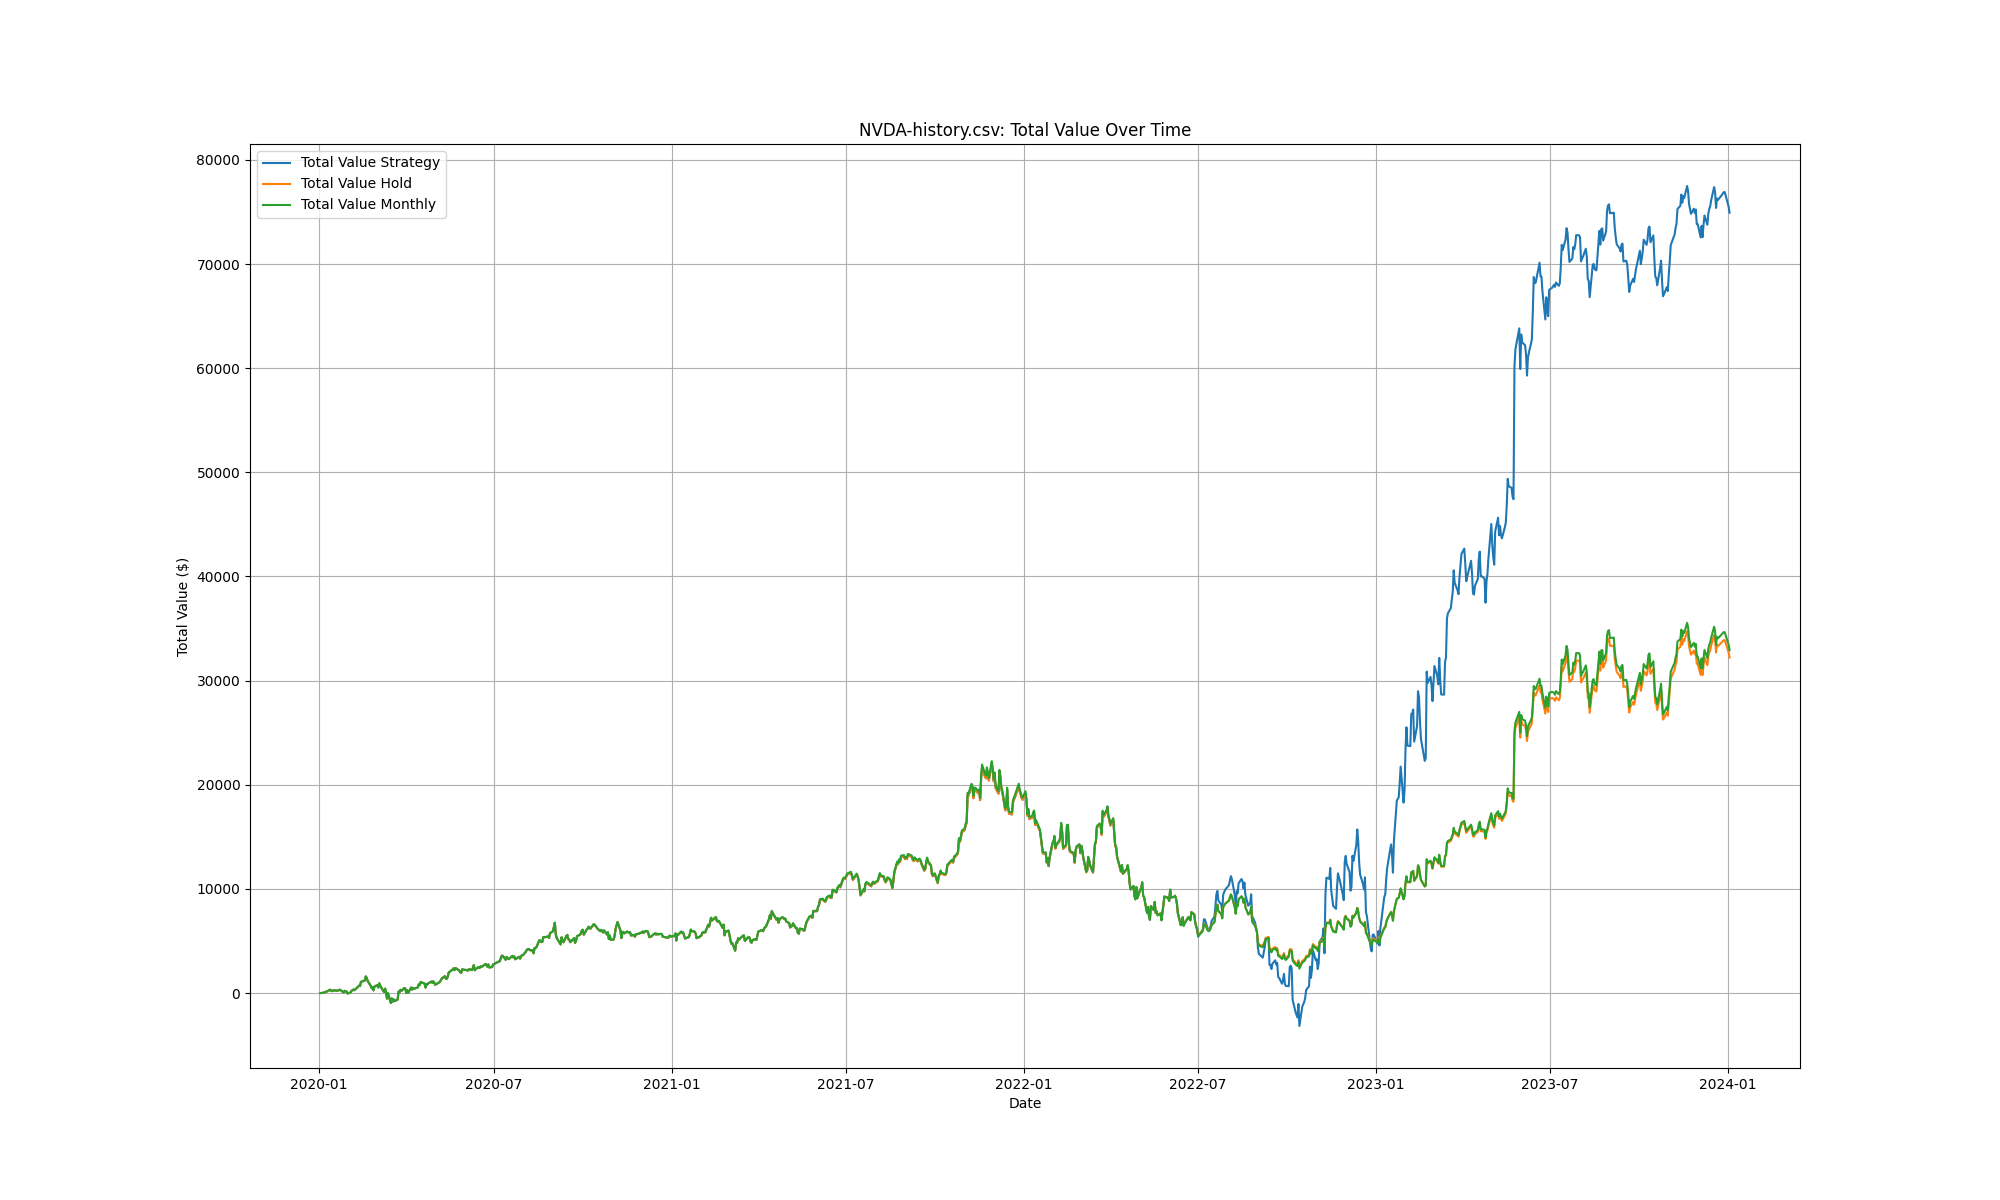 NVDA-history.csv: Total Value Over Time
Total Value Strategy
Total Value Hold
Total Value Monthly
80000
70000
60000
50000
40000
30000
20000
10000
0
Total Value ($)
2020-01 2020-07 2021-01 2021-07 2022-01 2022-07 2023-01 2023-07 2024-01
Date